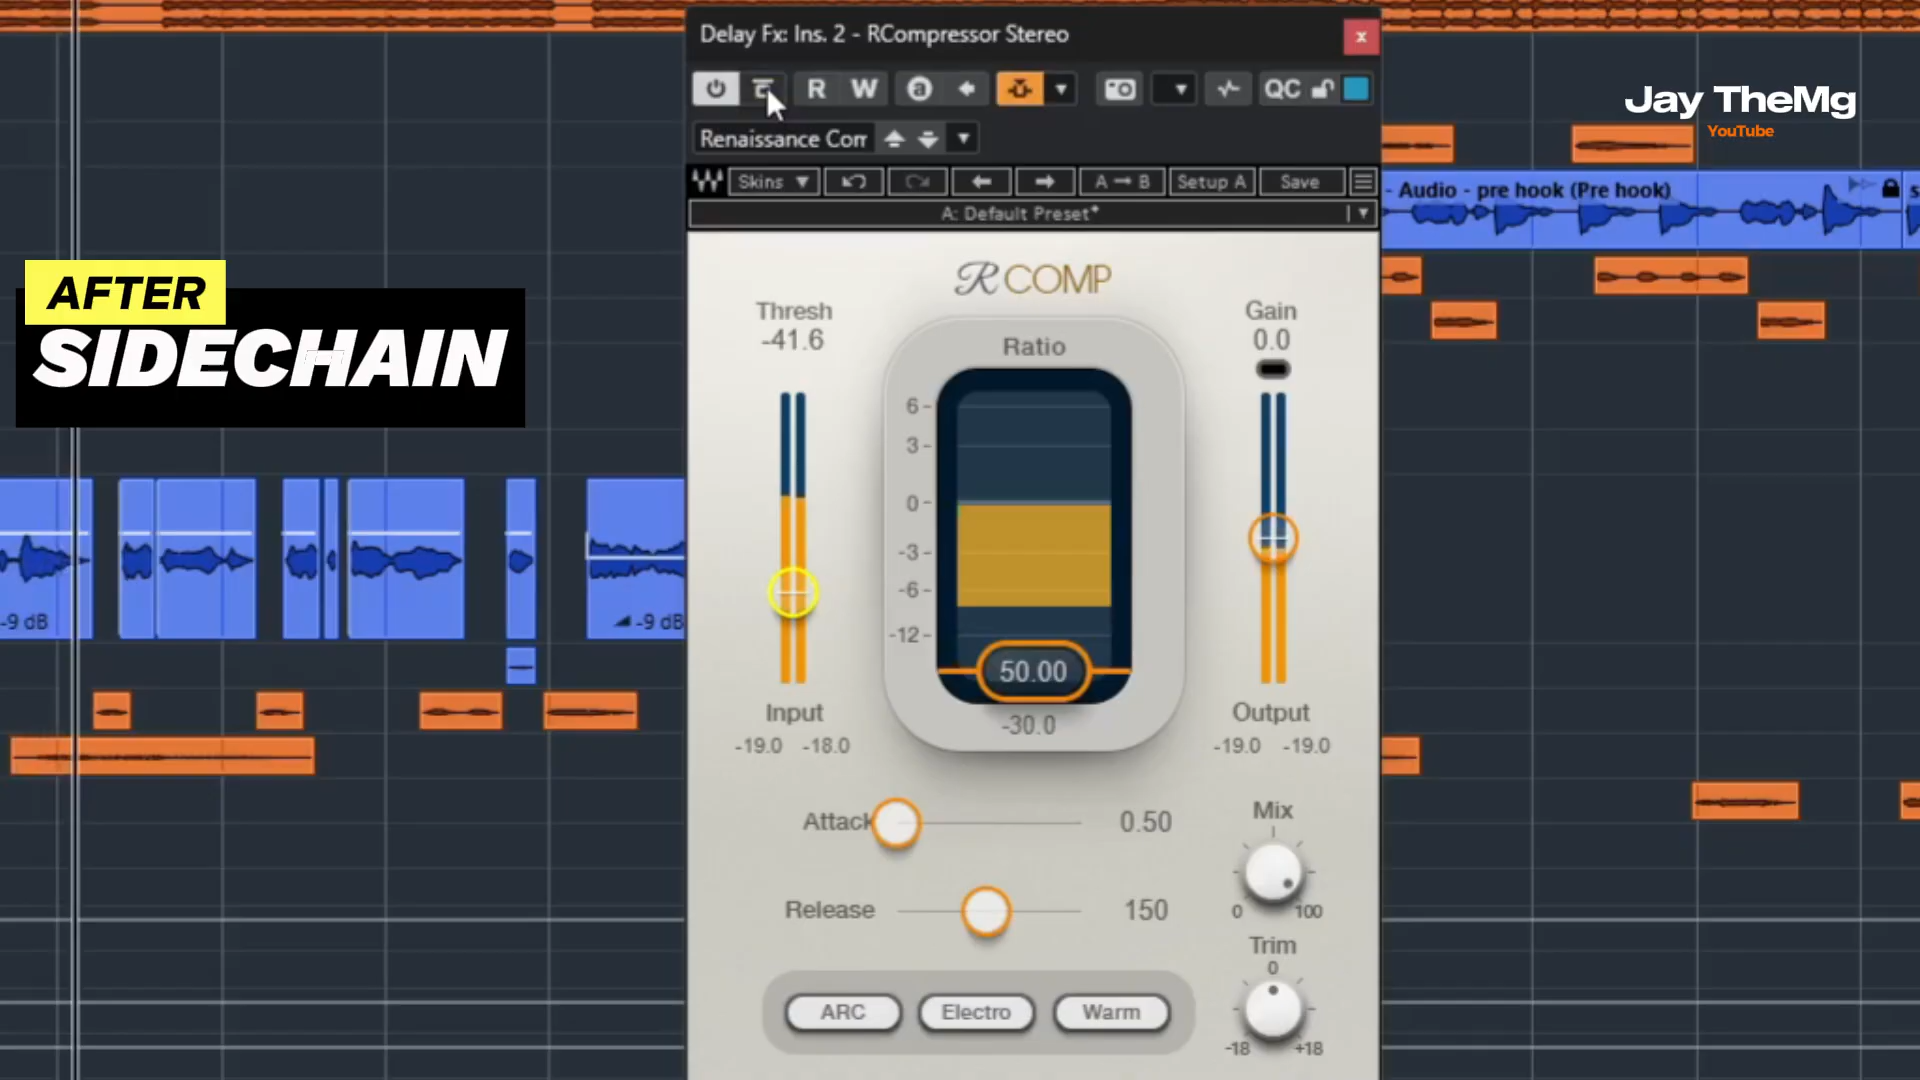 Delay Fx: Ins. 2 - RCompressor Stereo
x
R W a QC
Jay TheMg
YouTube
Renaissance Com
Skins A B Setup A Save
A: Default Preset*
- Audio - pre hook (Pre hook)
AFTER
SIDECHAIN
R COMP
Thresh
-41.6
Gain
0.0
Ratio
6
3
0
-3
-6
-12
50.00
-30.0
-9 dB
-9 dB
Input
-19.0 -18.0
Output
-19.0 -19.0
Attack 0.50
Mix
0 100
Release 150
Trim
0
-18 +18
ARC Electro Warm